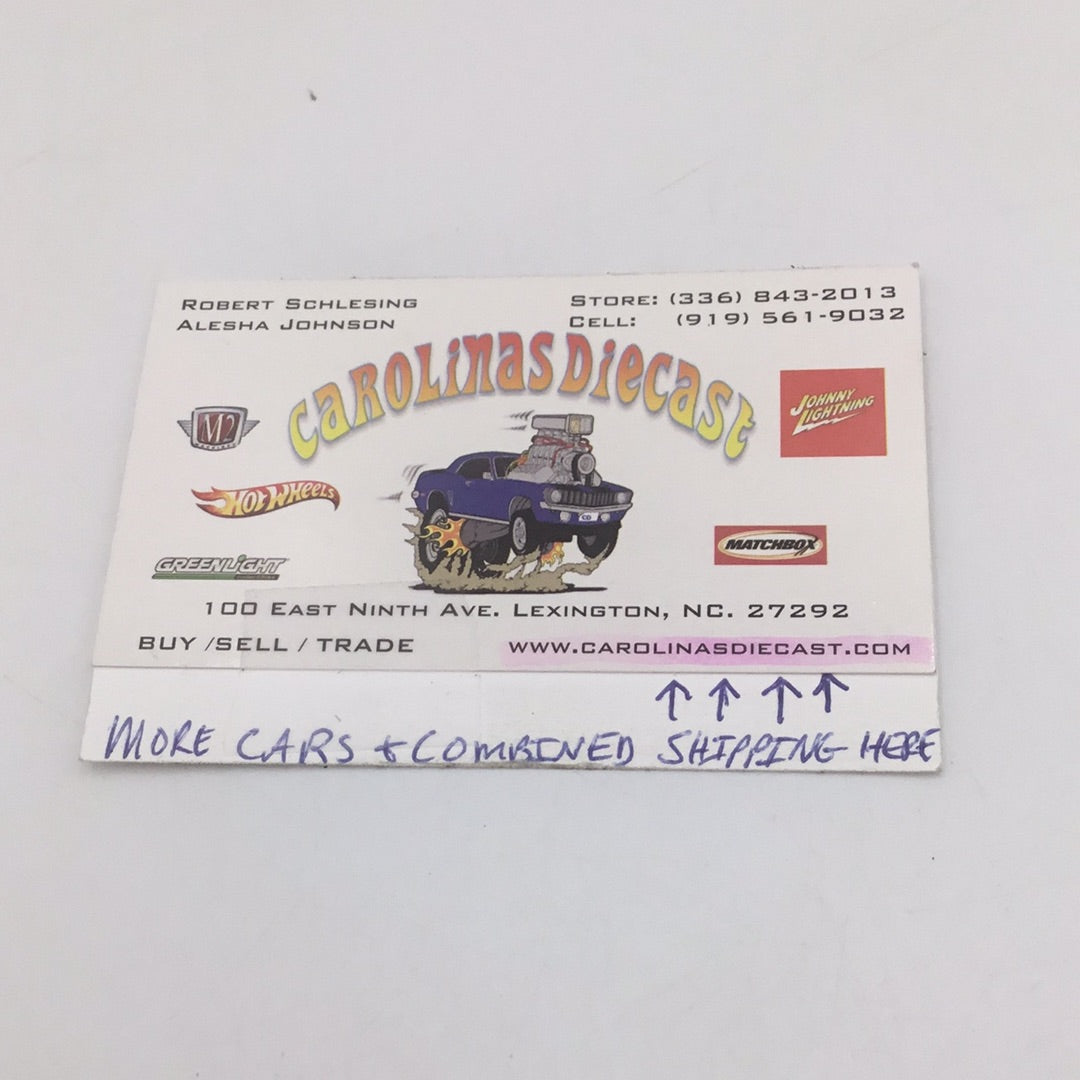 ROBERT SCHLESING
ALESHA JOHNSON
STORE: (336) 843-2013
CELL: (919) 561-9032
CAROLINAS DIECAST
M2
JOHNNY
LIGHTNING
HOT WHEELS
MATCHBOX
GREENLIGHT
CD
100 EAST NINTH AVE. LEXINGTON, NC. 27292
BUY /SELL / TRADE
WWW.CAROLINASDIECAST.COM
MORE CARS & COMBINED SHIPPING HERE